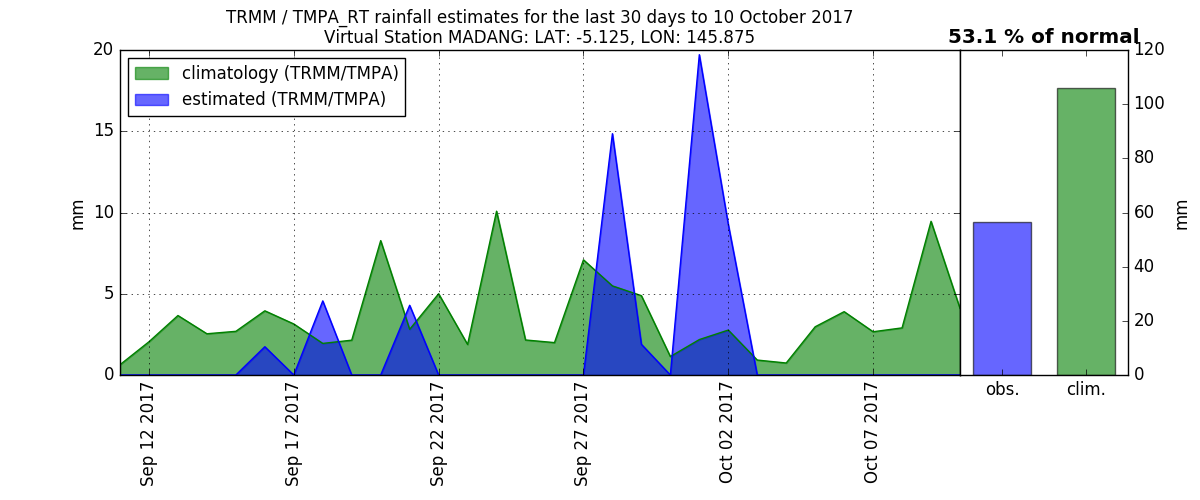 TRMM / TMPA_RT rainfall estimates for the last 30 days to 10 October 2017
Virtual Station MADANG: LAT: -5.125, LON: 145.875
53.1 % of normal
climatology (TRMM/TMPA)
estimated (TRMM/TMPA)
20
15
10
5
0
mm
Sep 12 2017
Sep 17 2017
Sep 22 2017
Sep 27 2017
Oct 02 2017
Oct 07 2017
obs.
clim.
120
100
80
60
40
20
0
mm